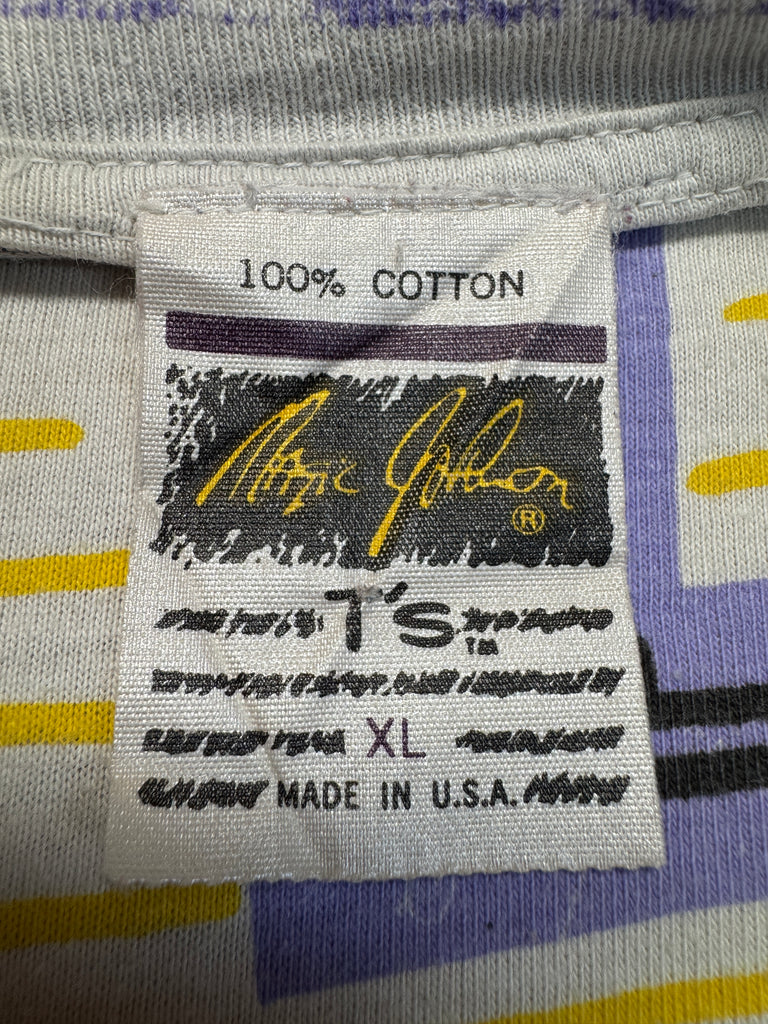 100% COTTON
Magic Johnson ®
T'S ™
XL
MADE IN U.S.A.